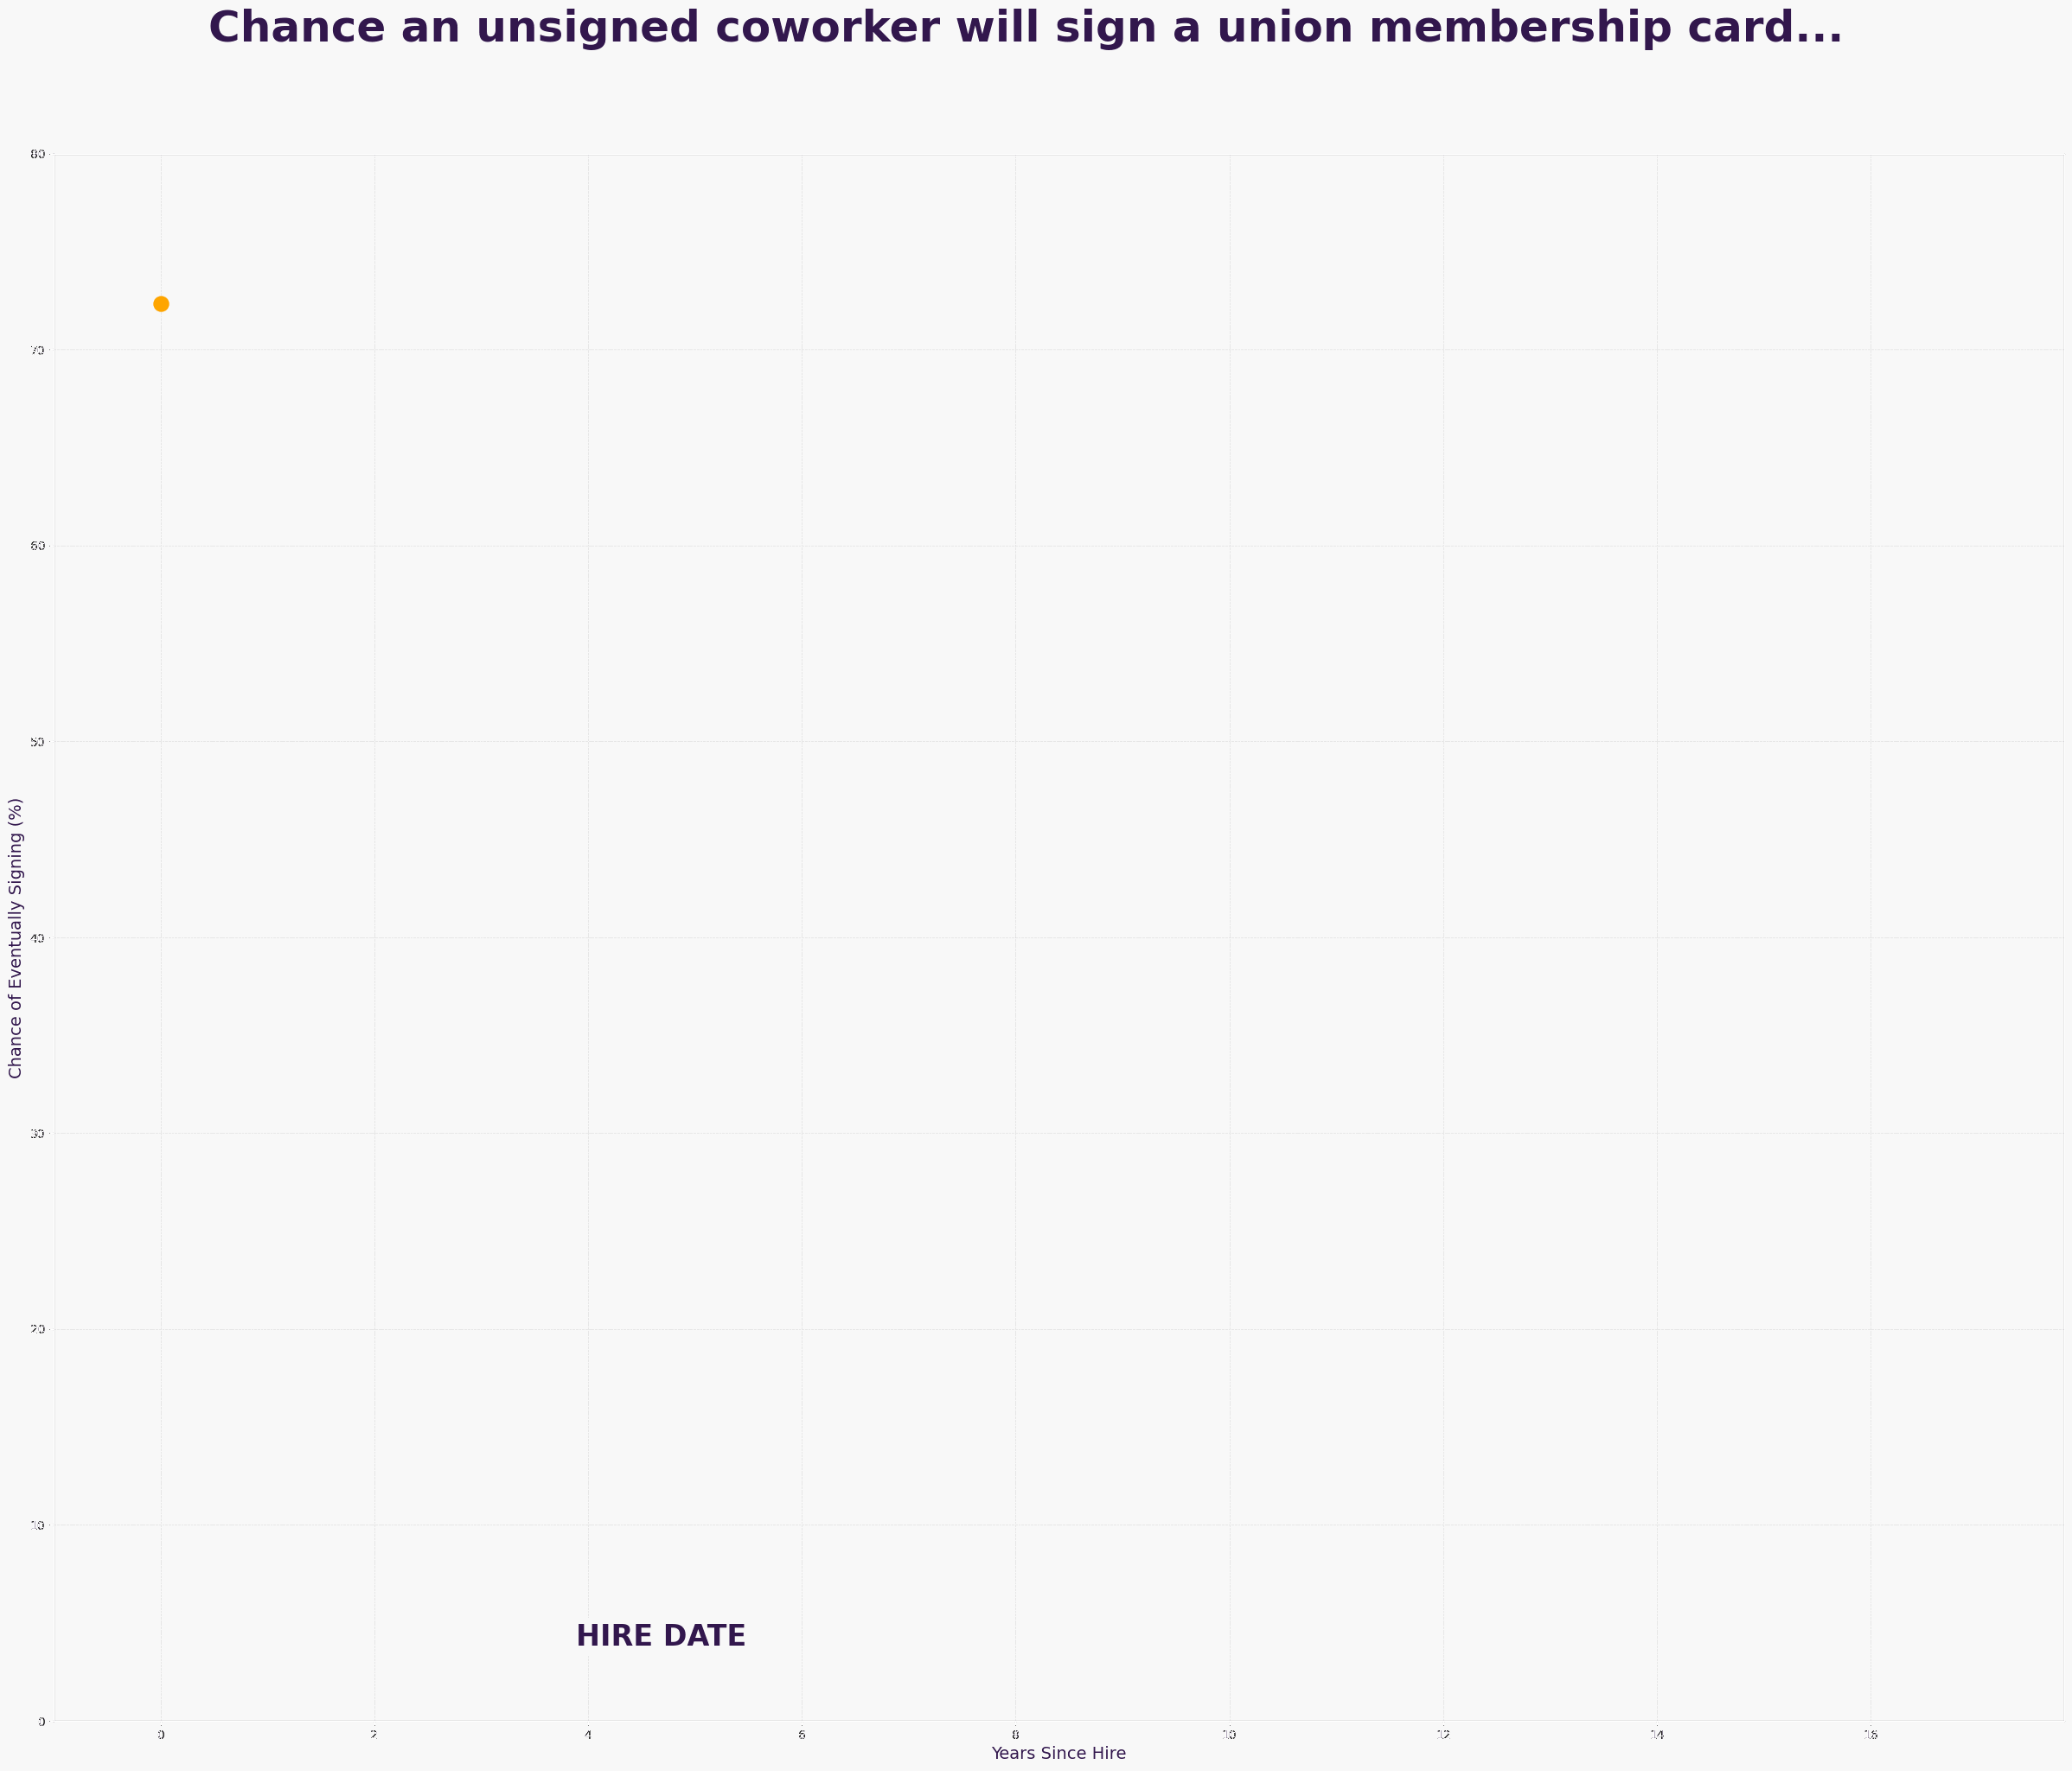 Chance an unsigned coworker will sign a union membership card...
80
70
60
50
40
30
20
10
0
Chance of Eventually Signing (%)
HIRE DATE
0 2 4 6 8 10 12 14 16
Years Since Hire